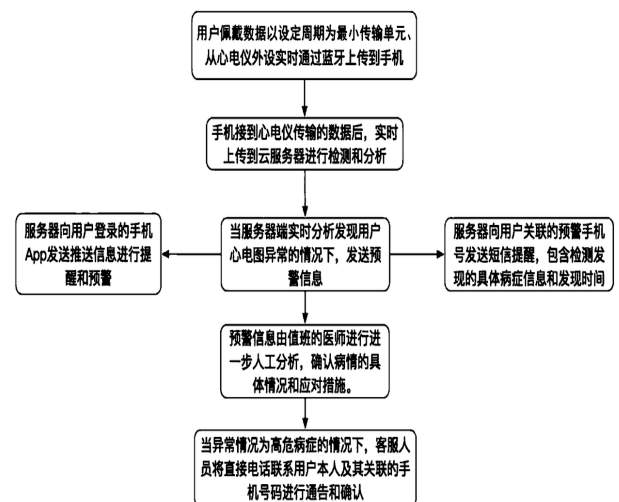 用户佩戴数据以设定周期为最小传输单元、
从心电仪外设实时通过蓝牙上传到手机
手机接到心电仪传输的数据后，实时
上传到云服务器进行检测和分析
服务器向用户登录的手机
App发送推送信息进行提
醒和预警
当服务器端实时分析发现用户
心电图异常的情况下，发送预
警信息
服务器向用户关联的预警手机
号发送短信提醒，包含检测发
现的具体病症信息和发现时间
预警信息由值班的医师进行进
一步人工分析，确认病情的具
体情况和应对措施。
当异常情况为高危病症的情况下，客服人
员将直接电话联系用户本人及其关联的手
机号码进行通告和确认